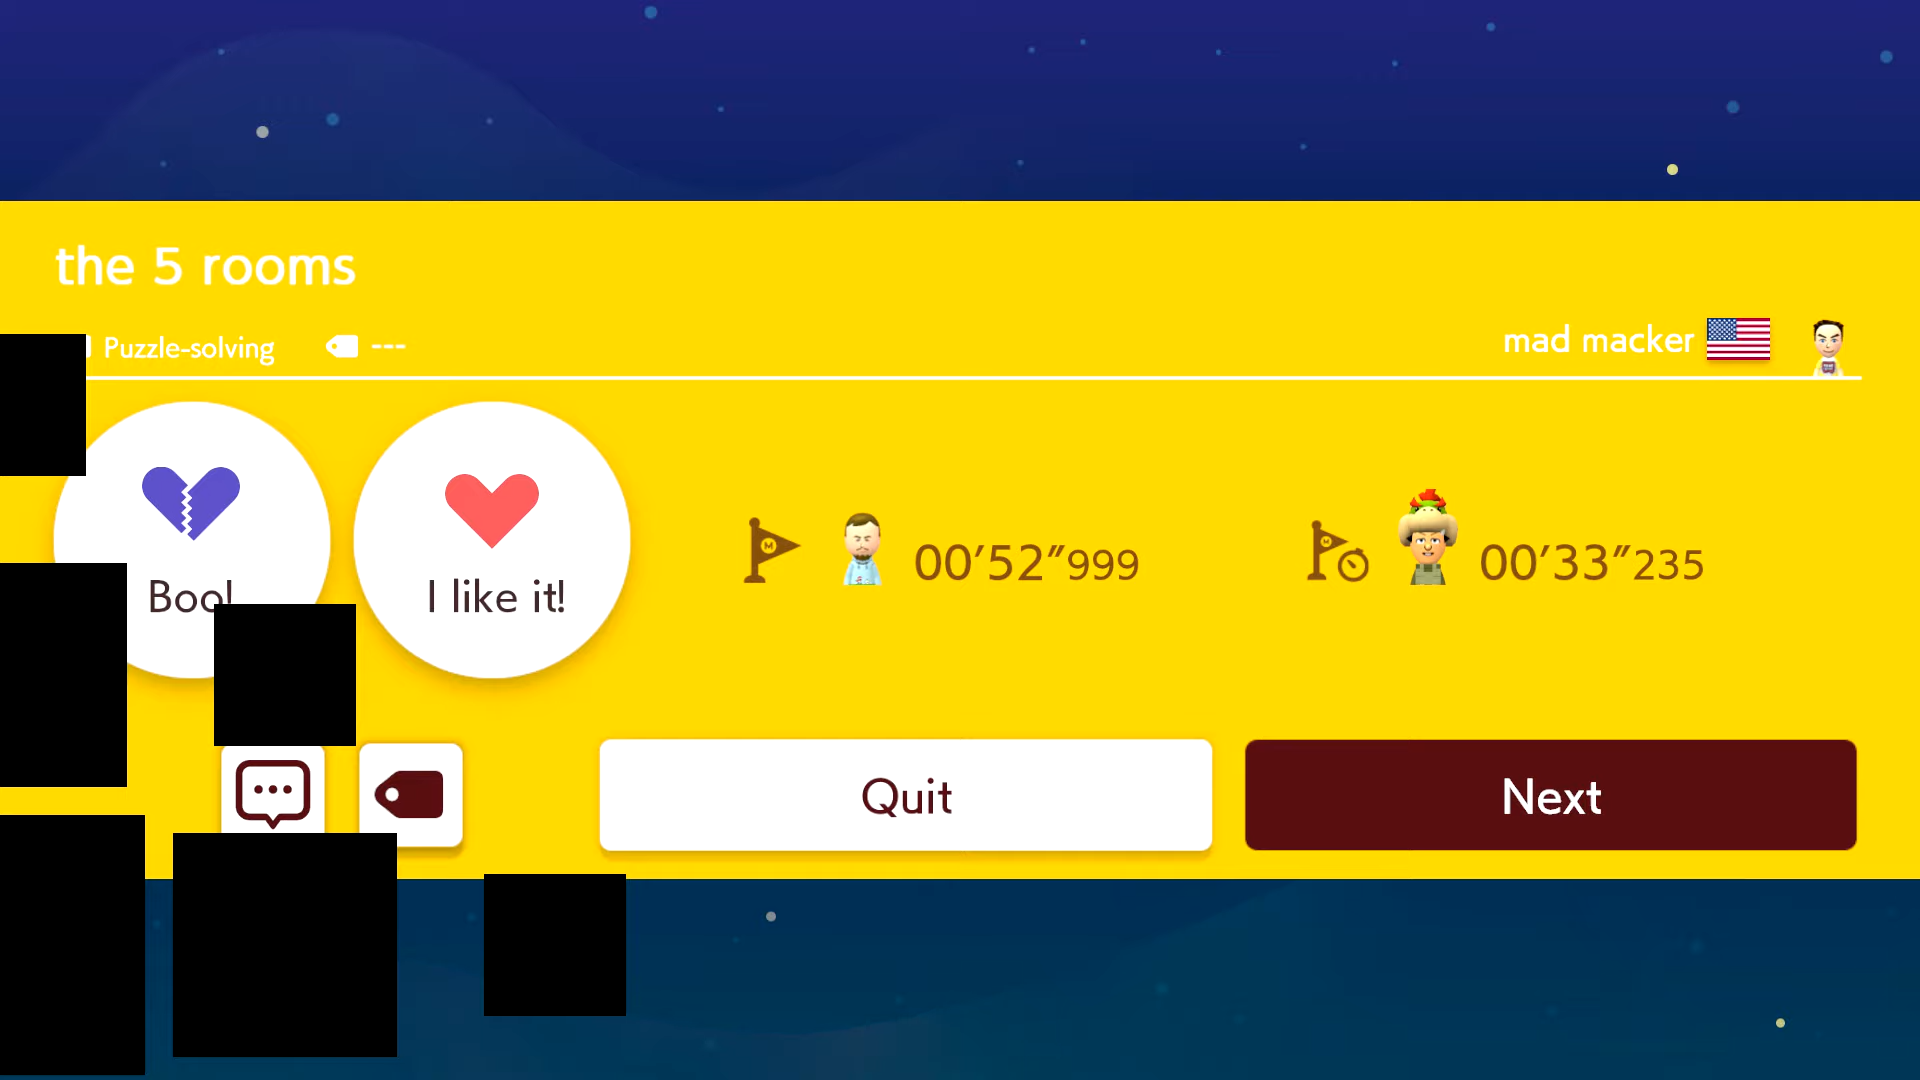 the 5 rooms
Puzzle-solving ---
mad macker
Boo!
I like it!
M 00′52″999
M 00′33″235
Quit
Next